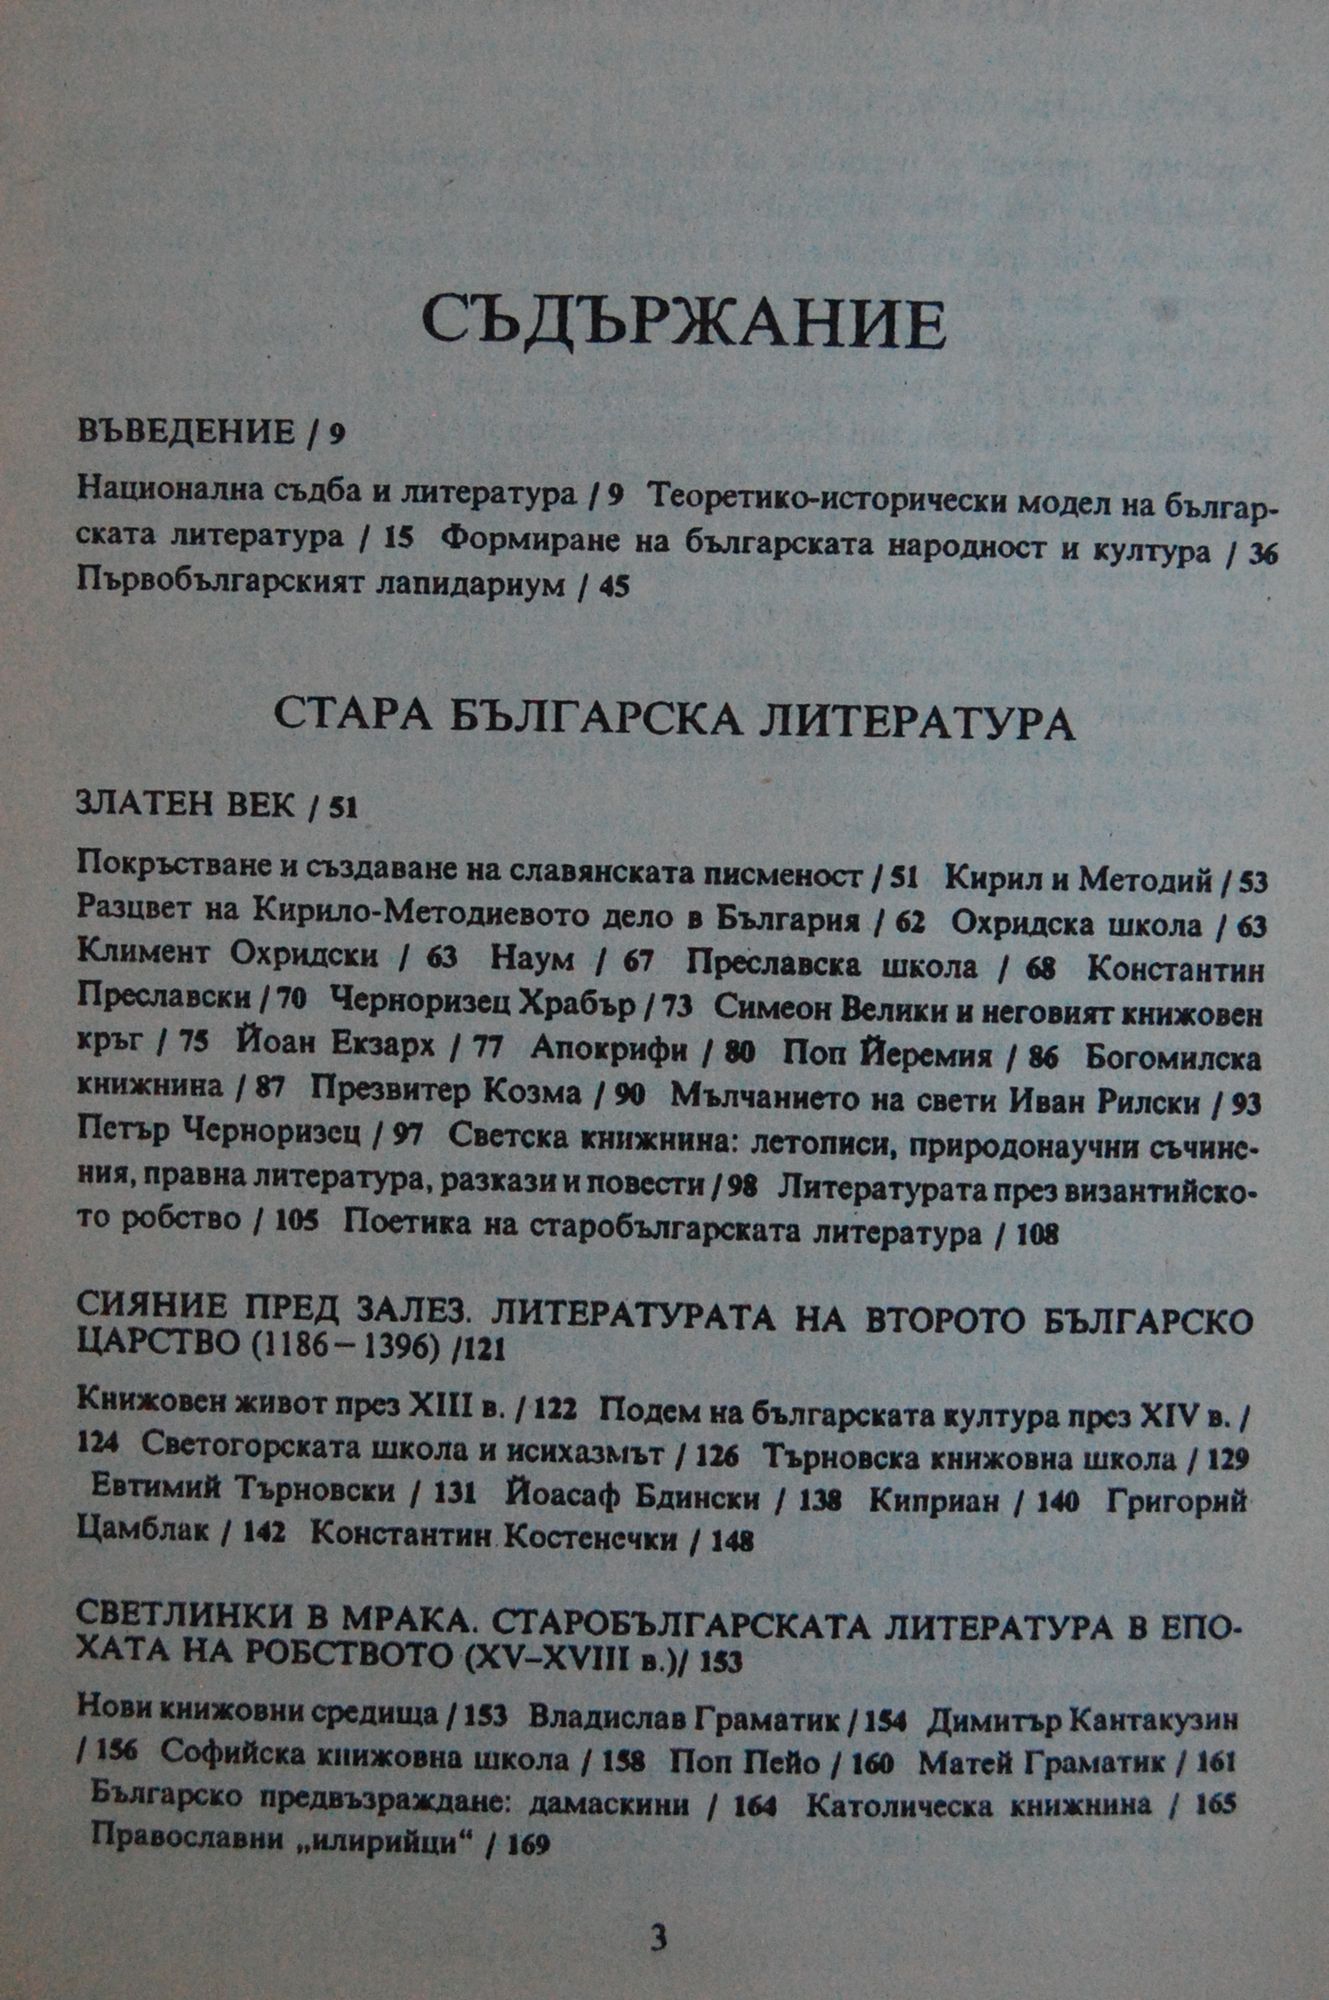 СЪДЪРЖАНИЕ
ВЪВЕДЕНИЕ / 9
Национална съдба и литература / 9 Теоретико-исторически модел на българ-
ската литература / 15 Формиране на българската народност и култура / 36
Първобългарският лапидариум / 45
СТАРА БЪЛГАРСКА ЛИТЕРАТУРА
ЗЛАТЕН ВЕК / 51
Покръстване и създаване на славянската писменост / 51 Кирил и Методий / 53
Разцвет на Кирило-Методиевото дело в България / 62 Охридска школа / 63
Климент Охридски / 63 Наум / 67 Преславска школа / 68 Константин
Преславски / 70 Черноризец Храбър / 73 Симеон Велики и неговият книжовен
кръг / 75 Йоан Екзарх / 77 Апокрифи / 80 Поп Йеремия / 86 Богомилска
книжнина / 87 Презвитер Козма / 90 Мълчанието на свети Иван Рилски / 93
Петър Черноризец / 97 Светска книжнина: летописи, природонаучни съчине-
ния, правна литература, разкази и повести / 98 Литературата през византийско-
то робство / 105 Поетика на старобългарската литература / 108
СИЯНИЕ ПРЕД ЗАЛЕЗ. ЛИТЕРАТУРАТА НА ВТОРОТО БЪЛГАРСКО
ЦАРСТВО (1186–1396) /121
Книжовен живот през XIII в. / 122 Подем на българската култура през XIV в. /
124 Светогорската школа и исихазмът / 126 Търновска книжовна школа / 129
Евтимий Търновски / 131 Йоасаф Бдински / 138 Киприан / 140 Григорий
Цамблак / 142 Константин Костенечки / 148
СВЕТЛИНКИ В МРАКА. СТАРОБЪЛГАРСКАТА ЛИТЕРАТУРА В ЕПО-
ХАТА НА РОБСТВОТО (XV–XVIII в.)/ 153
Нови книжовни средища / 153 Владислав Граматик / 154 Димитър Кантакузин
/ 156 Софийска книжовна школа / 158 Поп Пейо / 160 Матей Граматик / 161
Българско предвъзраждане: дамаскини / 164 Католическа книжнина / 165
Православни „илирийци“ / 169
3